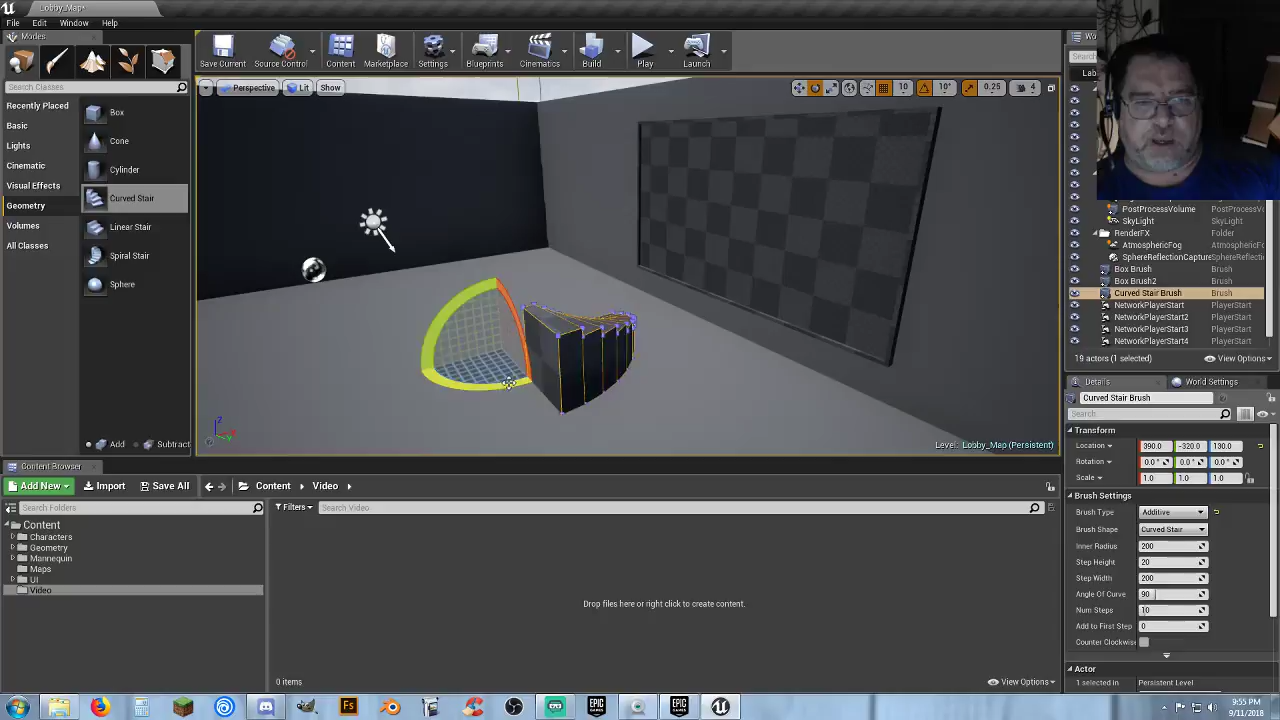 Lobby_Map*
File Edit Window Help
Modes
Search Classes
Recently Placed
Basic
Lights
Cinematic
Visual Effects
Geometry
Volumes
All Classes
Box
Cone
Cylinder
Curved Stair
Linear Stair
Spiral Stair
Sphere
Add Subtract
Save Current Source Control Content Marketplace Settings Blueprints Cinematics Build Play Launch
Perspective Lit Show
10 10° 0.25 4
Z
Level: Lobby_Map (Persistent)
PostProcessVolume PostProcessV
SkyLight SkyLight
RenderFX Folder
AtmosphericFog AtmosphericF
SphereReflectionCapture SphereReflec
Box Brush Brush
Box Brush2 Brush
Curved Stair Brush Brush
NetworkPlayerStart PlayerStart
NetworkPlayerStart2 PlayerStart
NetworkPlayerStart3 PlayerStart
NetworkPlayerStart4 PlayerStart
19 actors (1 selected) View Options
Details World Settings
Curved Stair Brush
Search
Transform
Location 390.0 -320.0 130.0
Rotation 0.0° 0.0° 0.0°
Scale 1.0 1.0 1.0
Brush Settings
Brush Type Additive
Brush Shape Curved Stair
Inner Radius 200
Step Height 20
Step Width 200
Angle Of Curve 90
Num Steps 10
Add to First Step 0
Counter Clockwise
Actor
1 selected in Persistent Level
Content Browser
Add New Import Save All Content Video
Search Folders
Filters Search Video
Content
Characters
Geometry
Mannequin
Maps
UI
Video
Drop files here or right click to create content.
0 items View Options
Fs EPIC GAMES EPIC GAMES
9:55 PM
9/11/2018